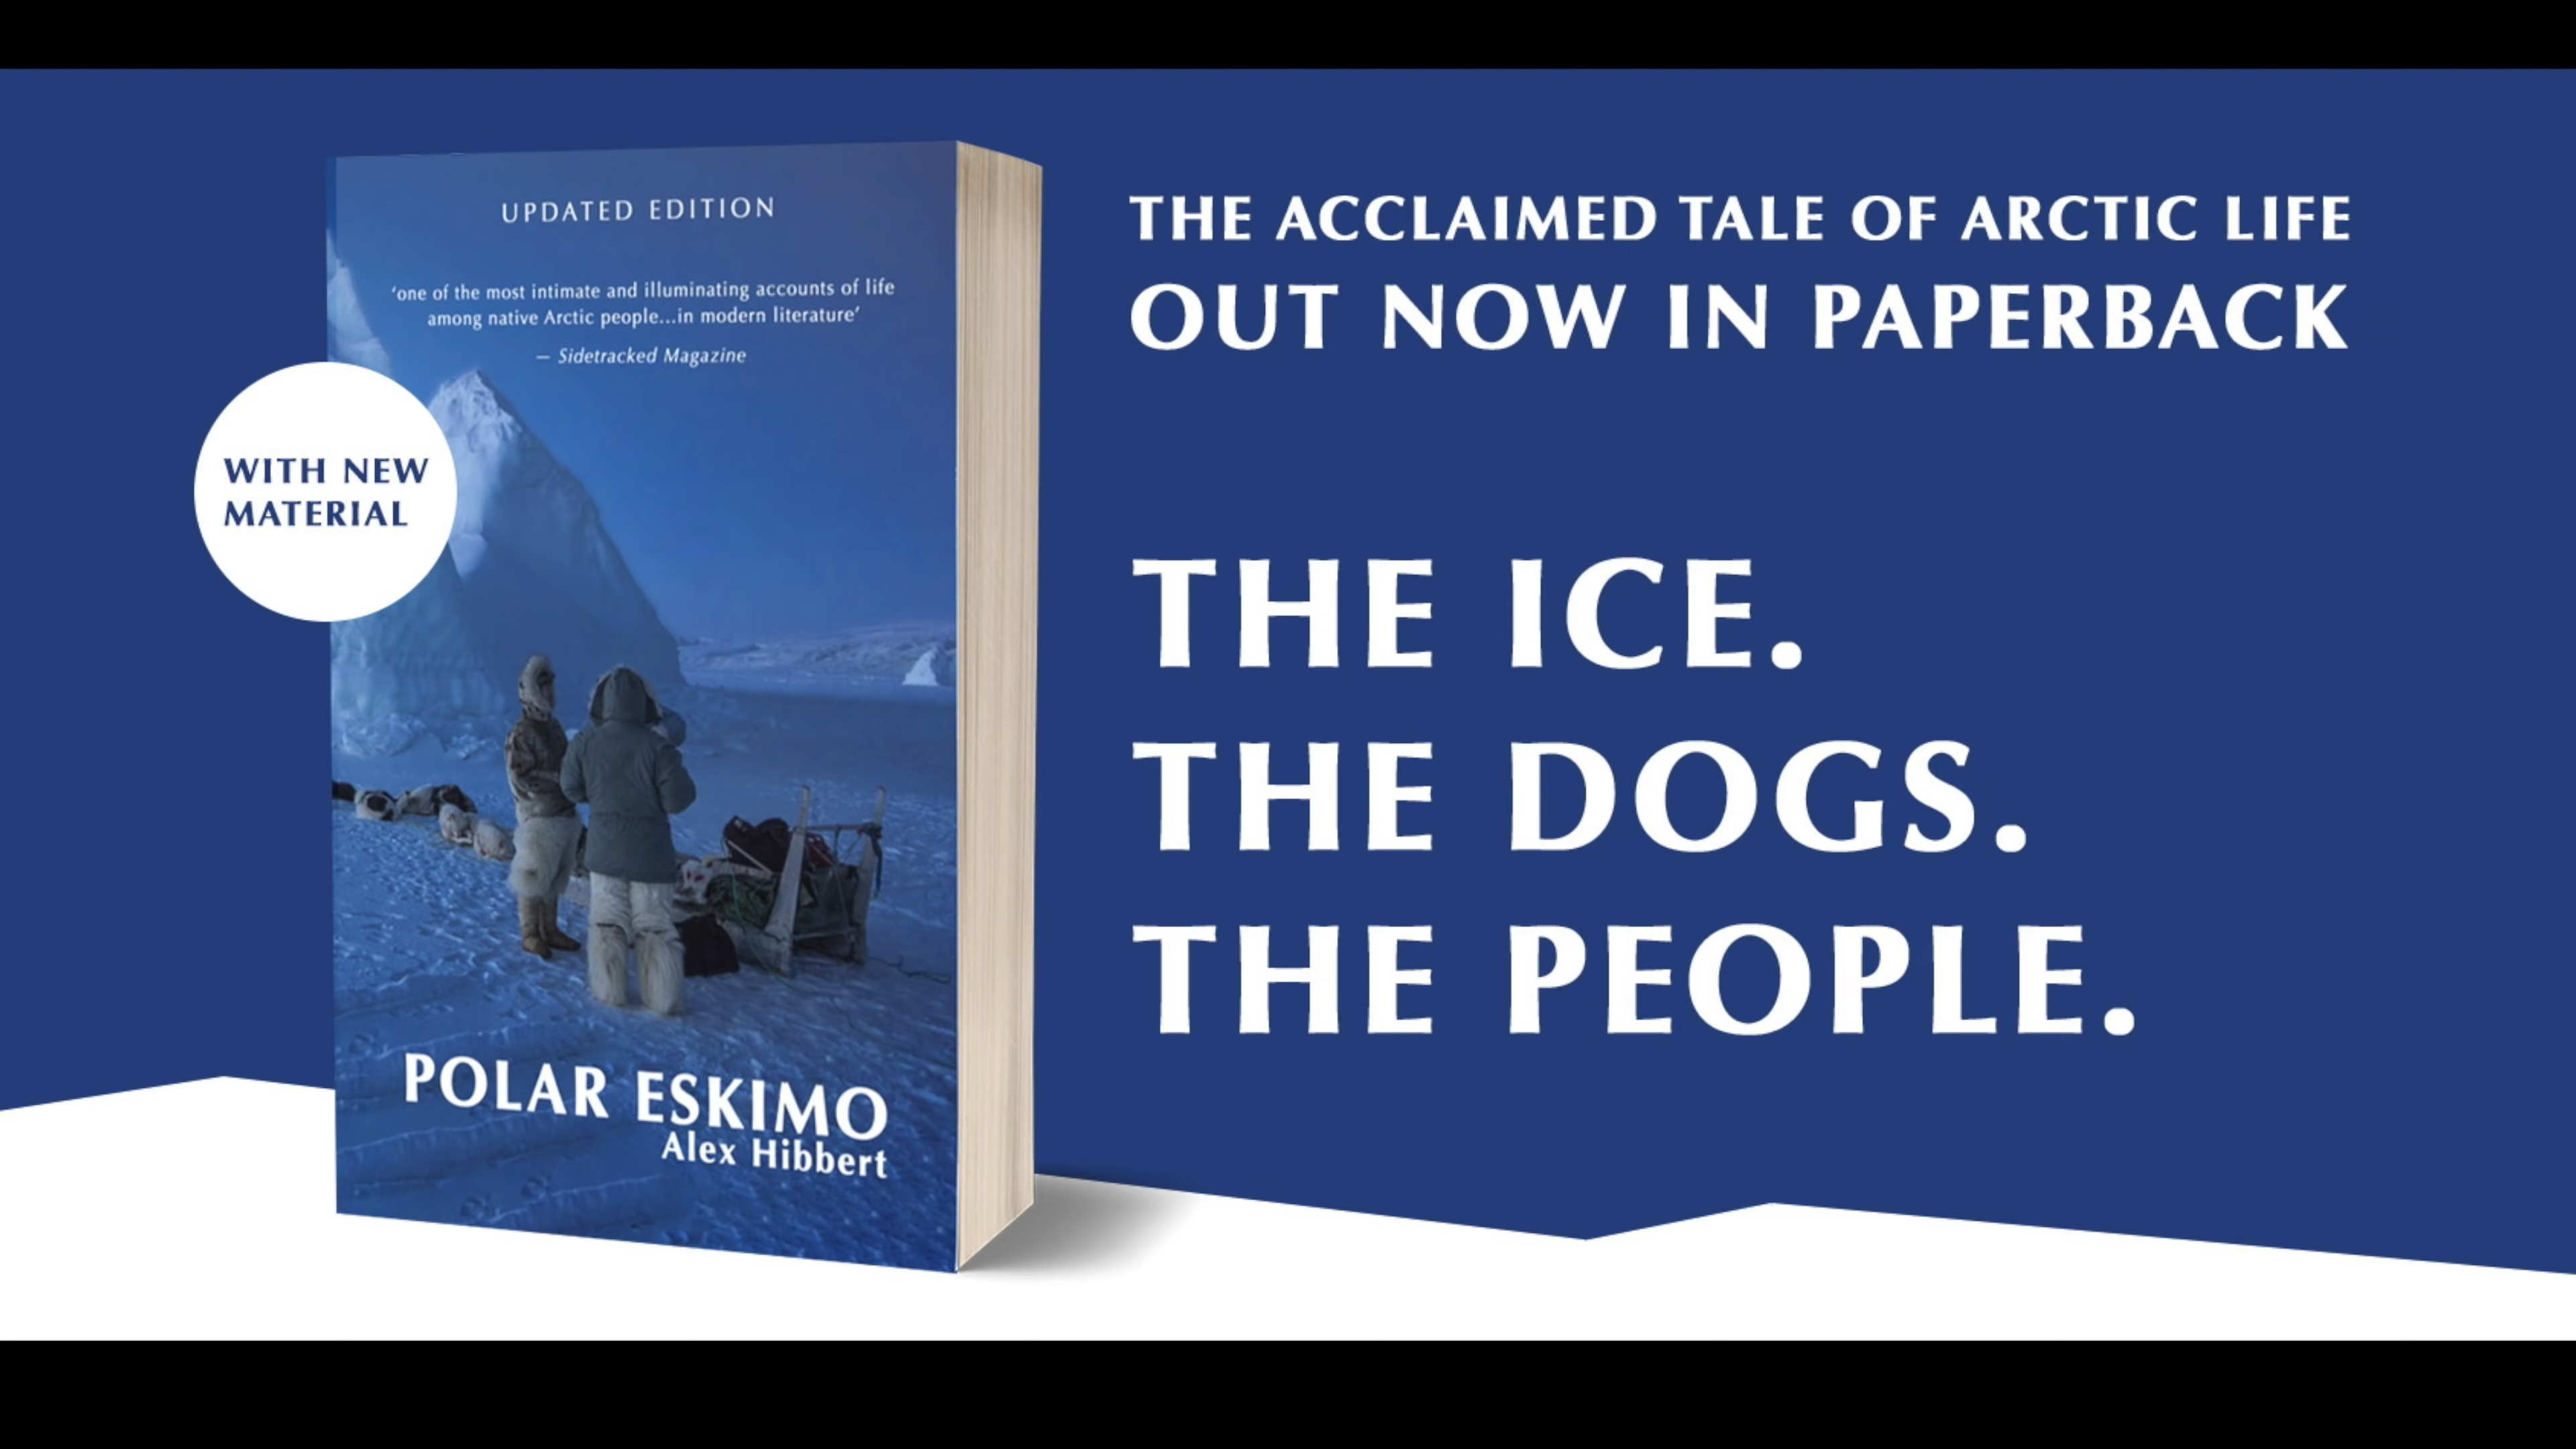 UPDATED EDITION
'one of the most intimate and illuminating accounts of life
among native Arctic people...in modern literature'
— Sidetracked Magazine
WITH NEW
MATERIAL
POLAR ESKIMO
Alex Hibbert
THE ACCLAIMED TALE OF ARCTIC LIFE
OUT NOW IN PAPERBACK
THE ICE.
THE DOGS.
THE PEOPLE.